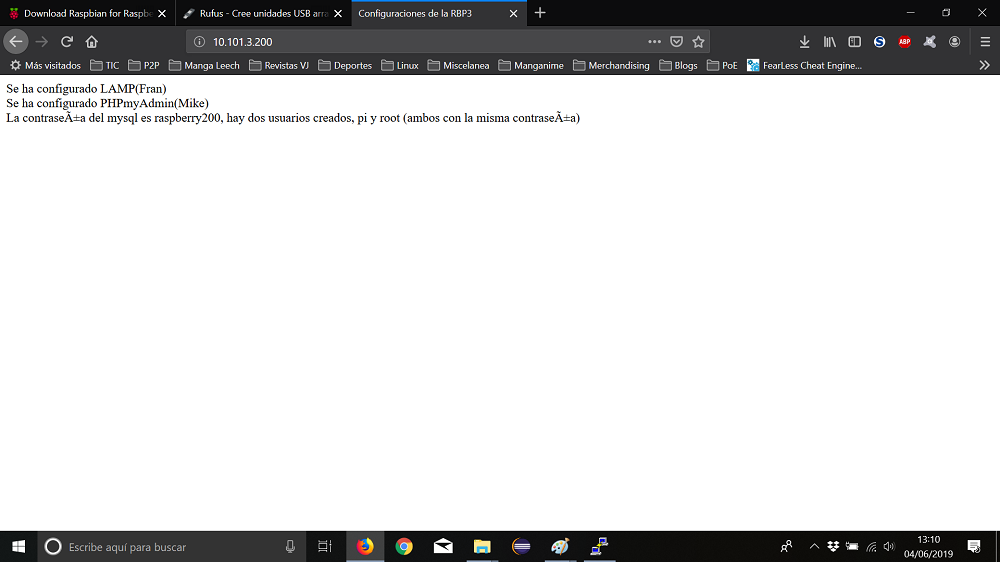 Download Raspbian for Raspbe
Rufus - Cree unidades USB arra
Configuraciones de la RBP3
10.101.3.200
S
ABP
Más visitados TIC P2P Manga Leech Revistas VJ Deportes Linux Miscelanea Manganime Merchandising Blogs PoE FearLess Cheat Engine...
Se ha configurado LAMP(Fran)
Se ha configurado PHPmyAdmin(Mike)
La contraseÃ±a del mysql es raspberry200, hay dos usuarios creados, pi y root (ambos con la misma contraseÃ±a)
Escribe aquí para buscar
13:10
04/06/2019